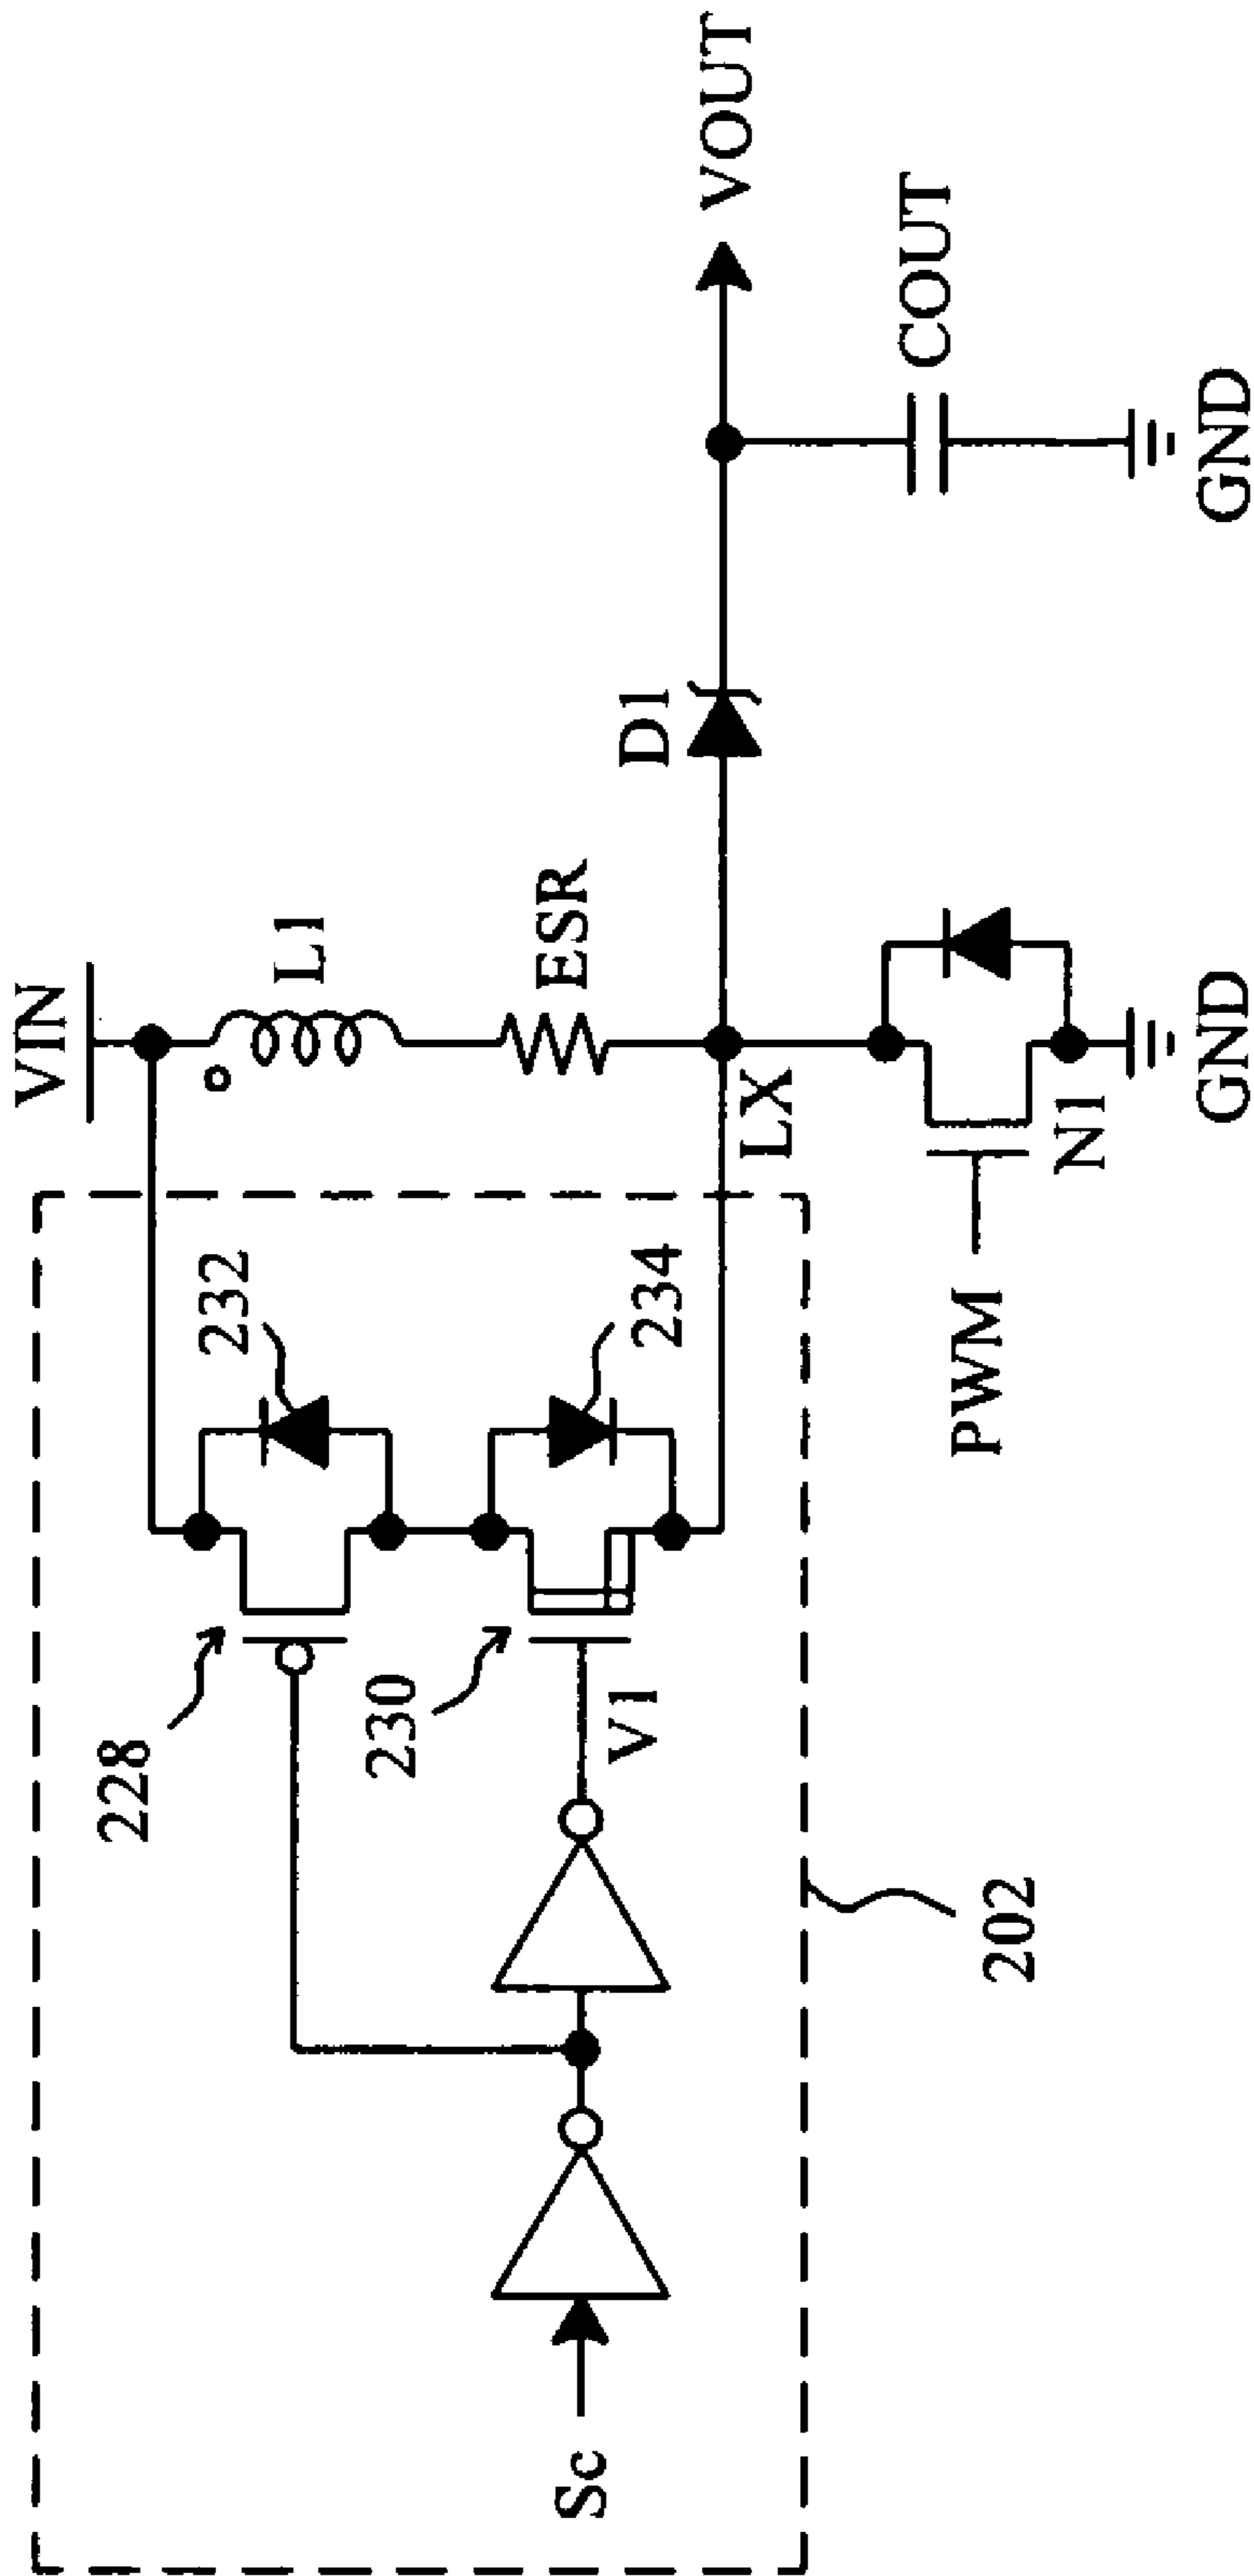 VIN
232
228
L1
230
234
ESR
V1
D1
VOUT
LX
Sc
COUT
PWM
N1
202
GND
GND